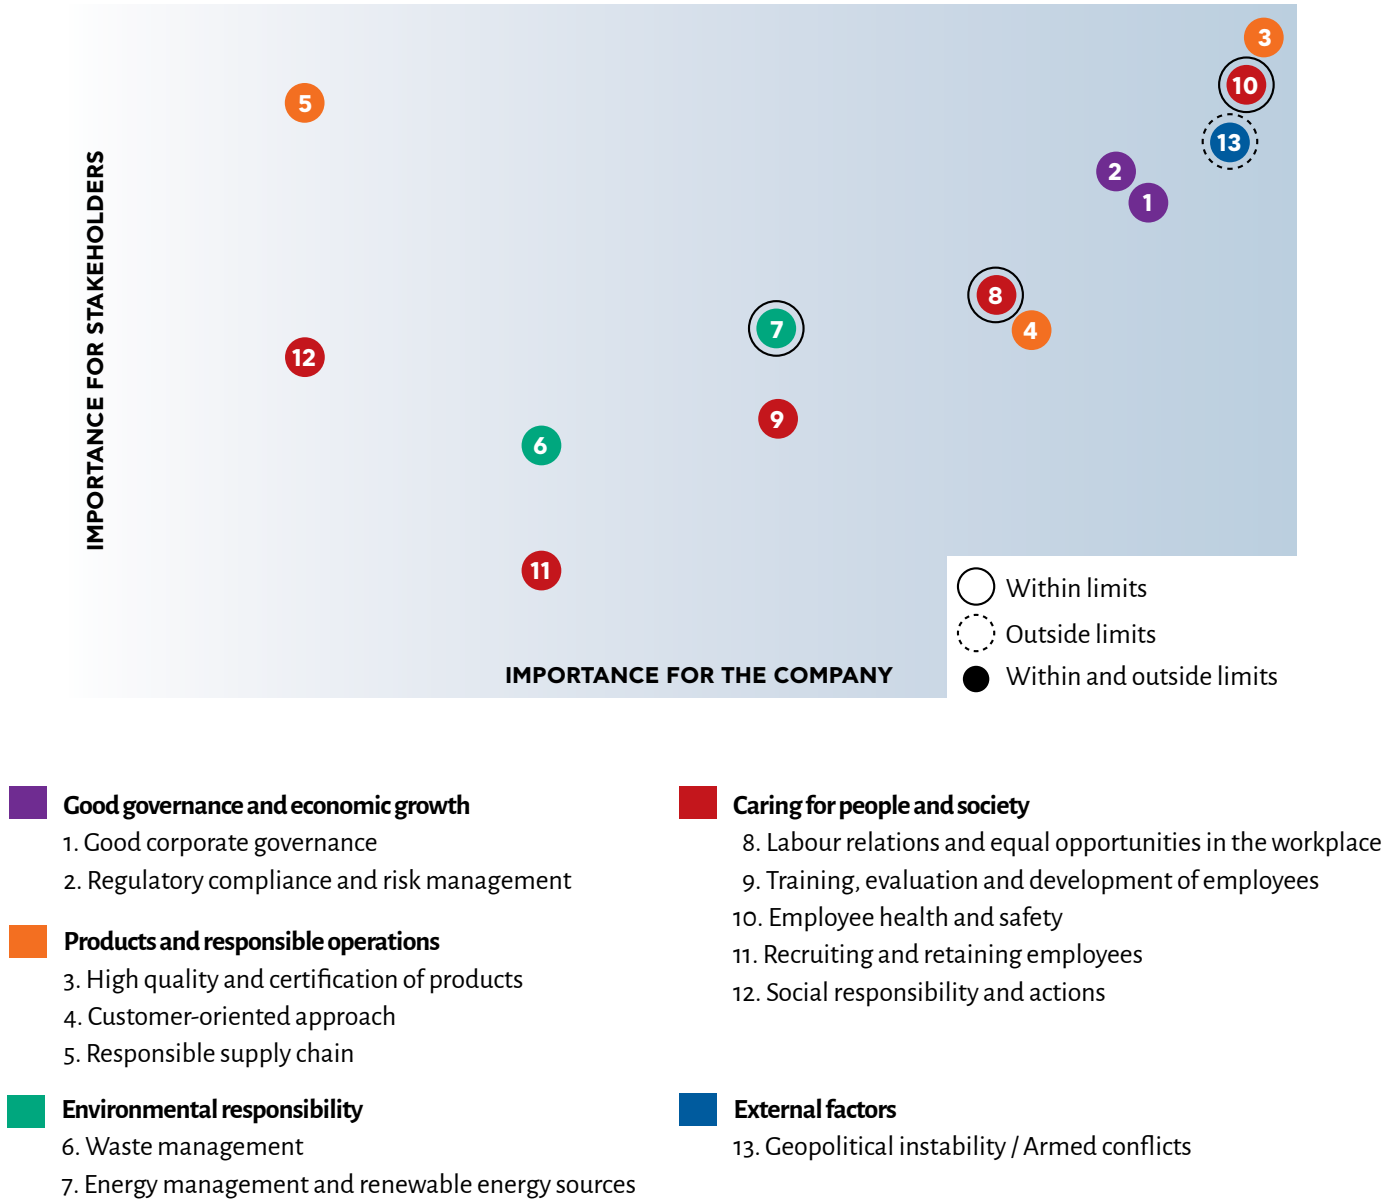 3
10
5
13
2
1
8
7
4
12
9
6
11
IMPORTANCE FOR STAKEHOLDERS
IMPORTANCE FOR THE COMPANY
Within limits
Outside limits
Within and outside limits
Good governance and economic growth
1. Good corporate governance
2. Regulatory compliance and risk management
Products and responsible operations
3. High quality and certification of products
4. Customer-oriented approach
5. Responsible supply chain
Environmental responsibility
6. Waste management
7. Energy management and renewable energy sources
Caring for people and society
8. Labour relations and equal opportunities in the workplace
9. Training, evaluation and development of employees
10. Employee health and safety
11. Recruiting and retaining employees
12. Social responsibility and actions
External factors
13. Geopolitical instability / Armed conflicts